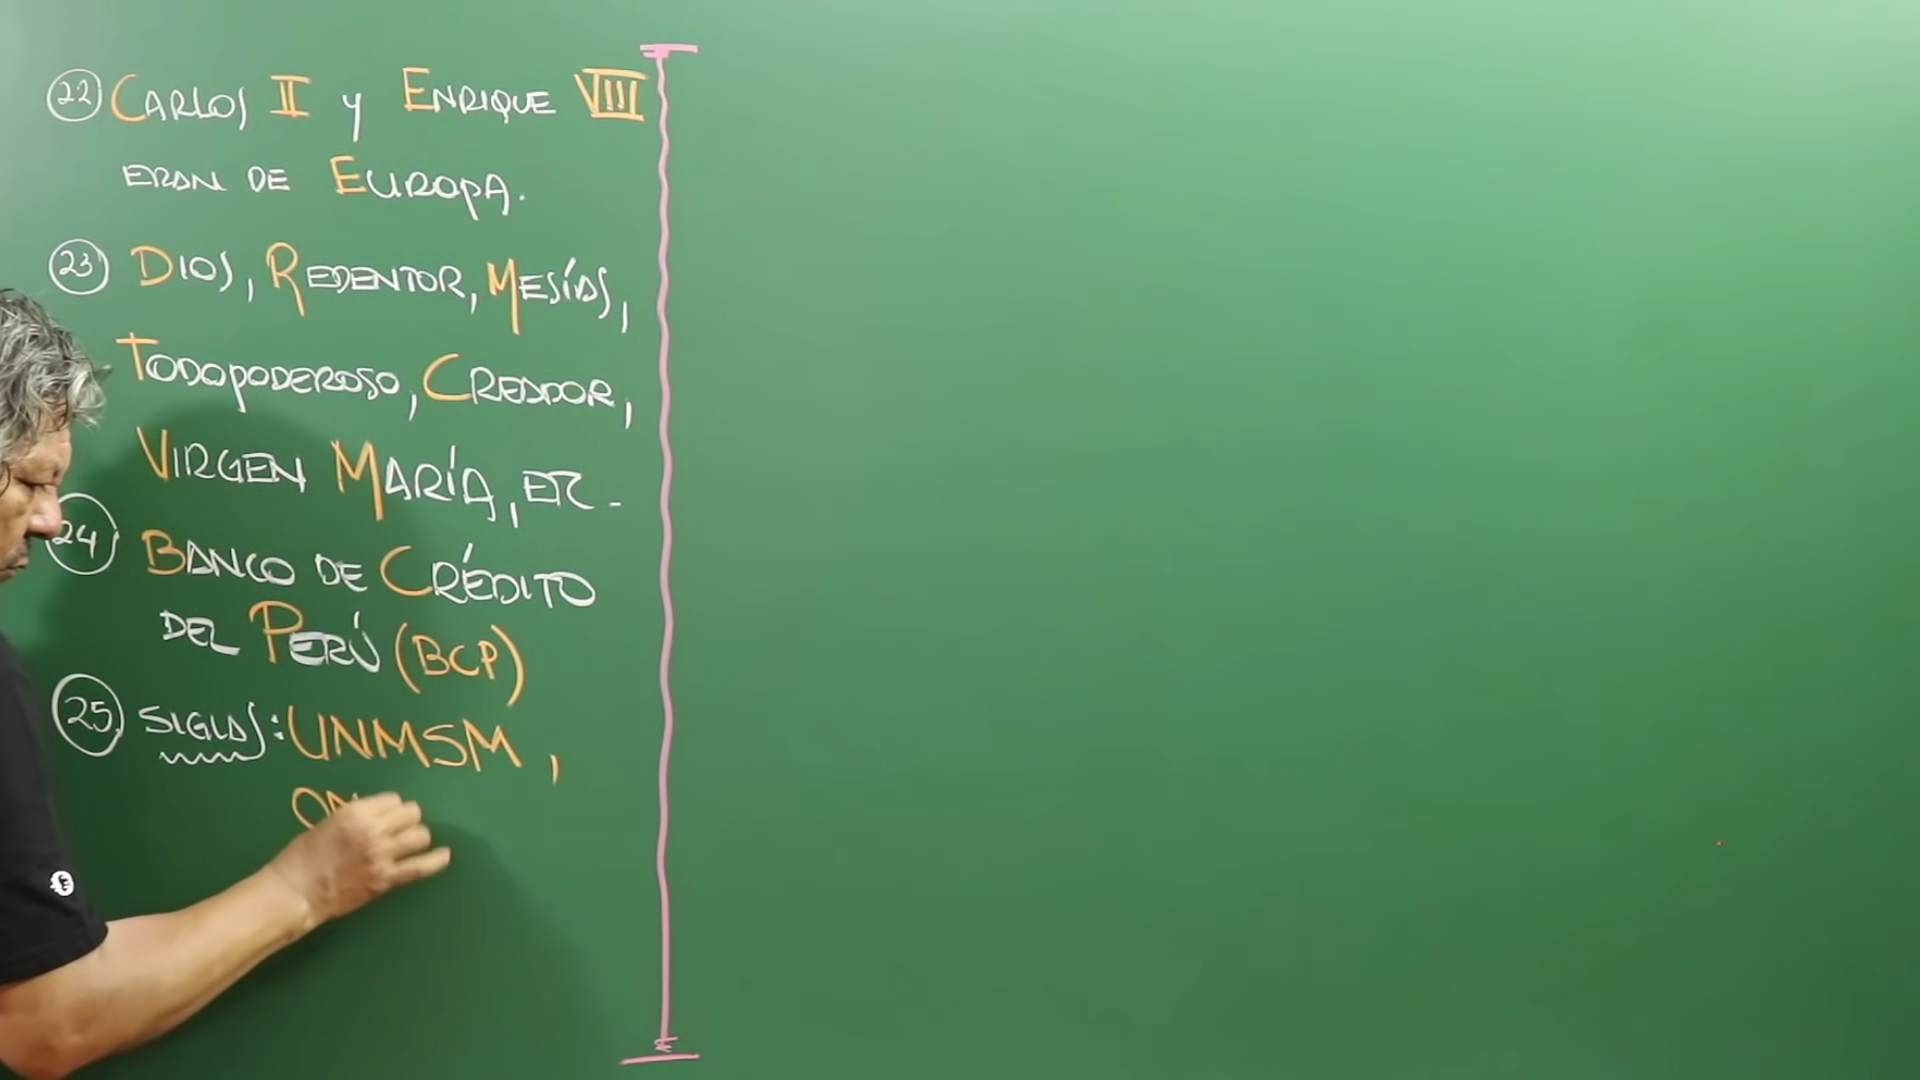 22 CARLOS II y ENRIQUE VIII
ERAN DE EUROPA.
23 DIOS, REDENTOR, MESÍAS,
TODOPODEROSO, CREADOR,
VIRGEN MARÍA, ETC.
24 BANCO DE CRÉDITO
DEL PERÚ (BCP)
25 SIGLAS: UNMSM,
ON